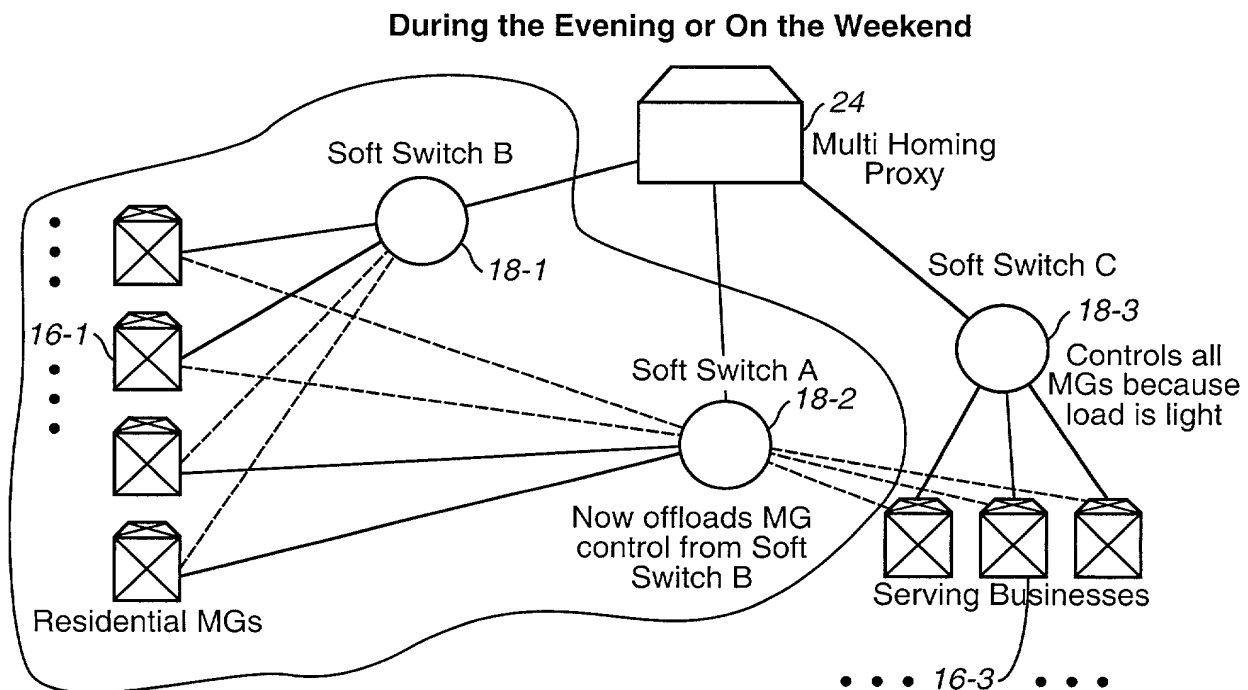 During the Evening or On the Weekend
24
Multi Homing
Proxy
Soft Switch B
18-1
16-1
Soft Switch C
18-3
Controls all
MGs because
load is light
Soft Switch A
18-2
Now offloads MG
control from Soft
Switch B
Residential MGs
Serving Businesses
16-3